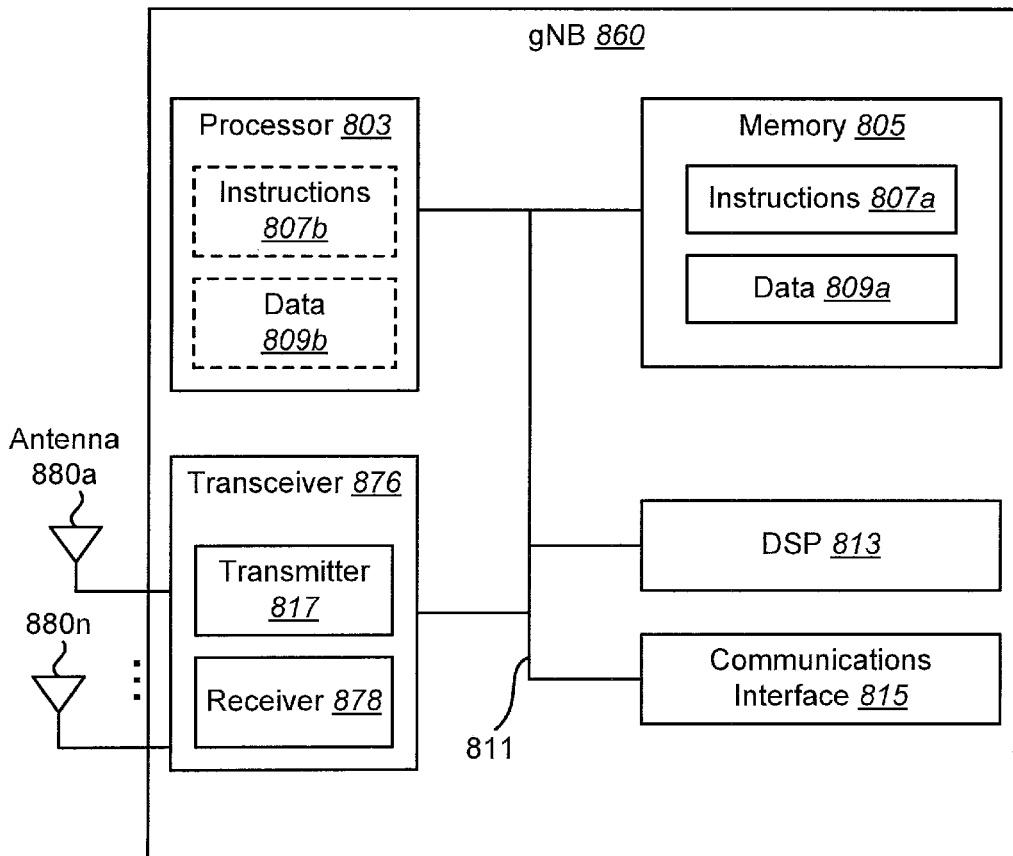 gNB 860
Processor 803
Instructions
807b
Data
809b
Memory 805
Instructions 807a
Data 809a
Antenna
880a
880n
Transceiver 876
Transmitter
817
Receiver 878
811
DSP 813
Communications
Interface 815